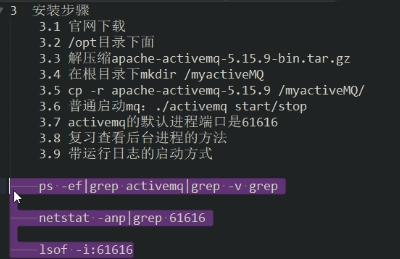 3 安装步骤
3.1 官网下载
3.2 /opt目录下面
3.3 解压缩apache-activemq-5.15.9-bin.tar.gz
3.4 在根目录下mkdir /myactiveMQ
3.5 cp -r apache-activemq-5.15.9 /myactiveMQ/
3.6 普通启动mq: ./activemq start/stop
3.7 activemq的默认进程端口是61616
3.8 复习查看后台进程的方法
3.9 带运行日志的启动方式
ps -ef|grep activemq|grep -v grep
netstat -anp|grep 61616
lsof -i:61616